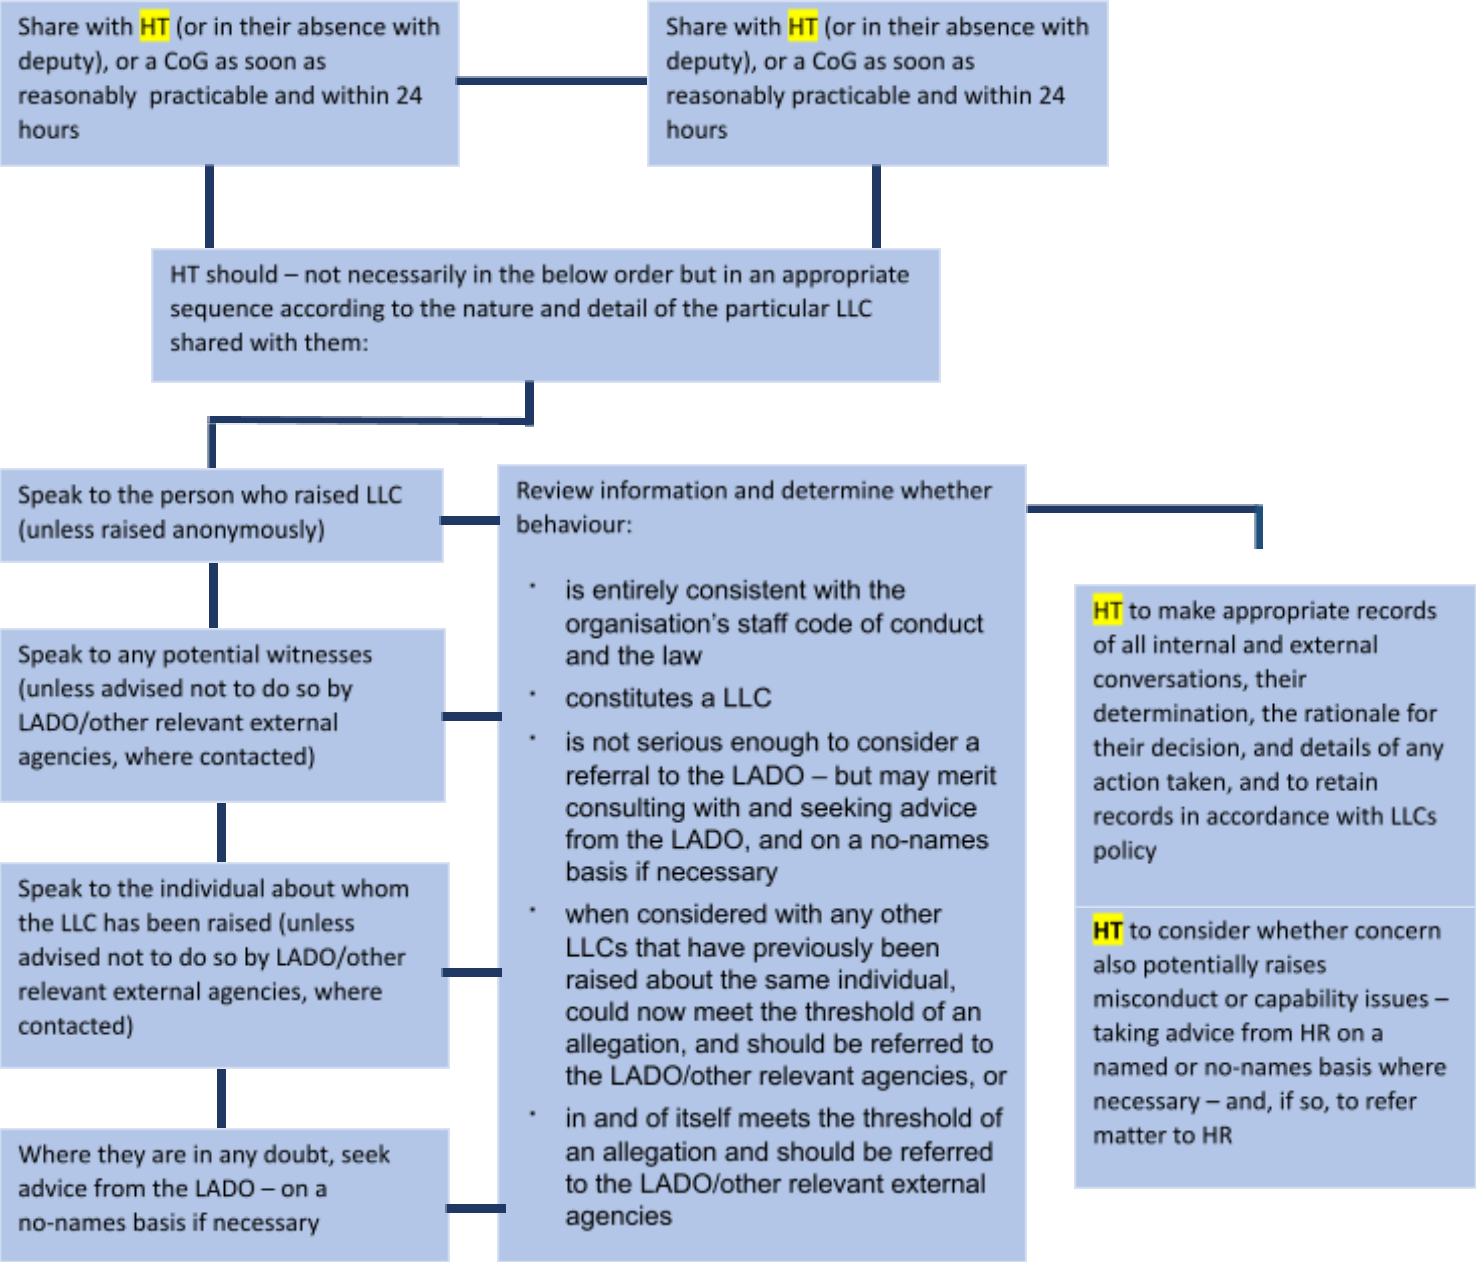 Share with HT (or in their absence with
deputy), or a CoG as soon as
reasonably  practicable and within 24
hours
Share with HT (or in their absence with
deputy), or a CoG as soon as
reasonably practicable and within 24
hours
HT should – not necessarily in the below order but in an appropriate
sequence according to the nature and detail of the particular LLC
shared with them:
Speak to the person who raised LLC
(unless raised anonymously)
Speak to any potential witnesses
(unless advised not to do so by
LADO/other relevant external
agencies, where contacted)
Speak to the individual about whom
the LLC has been raised (unless
advised not to do so by LADO/other
relevant external agencies, where
contacted)
Where they are in any doubt, seek
advice from the LADO – on a
no-names basis if necessary
Review information and determine whether
behaviour:
· is entirely consistent with the
organisation’s staff code of conduct
and the law
· constitutes a LLC
· is not serious enough to consider a
referral to the LADO – but may merit
consulting with and seeking advice
from the LADO, and on a no-names
basis if necessary
· when considered with any other
LLCs that have previously been
raised about the same individual,
could now meet the threshold of an
allegation, and should be referred to
the LADO/other relevant agencies, or
· in and of itself meets the threshold of
an allegation and should be referred
to the LADO/other relevant external
agencies
HT to make appropriate records
of all internal and external
conversations, their
determination, the rationale for
their decision, and details of any
action taken, and to retain
records in accordance with LLCs
policy
HT to consider whether concern
also potentially raises
misconduct or capability issues –
taking advice from HR on a
named or no-names basis where
necessary – and, if so, to refer
matter to HR